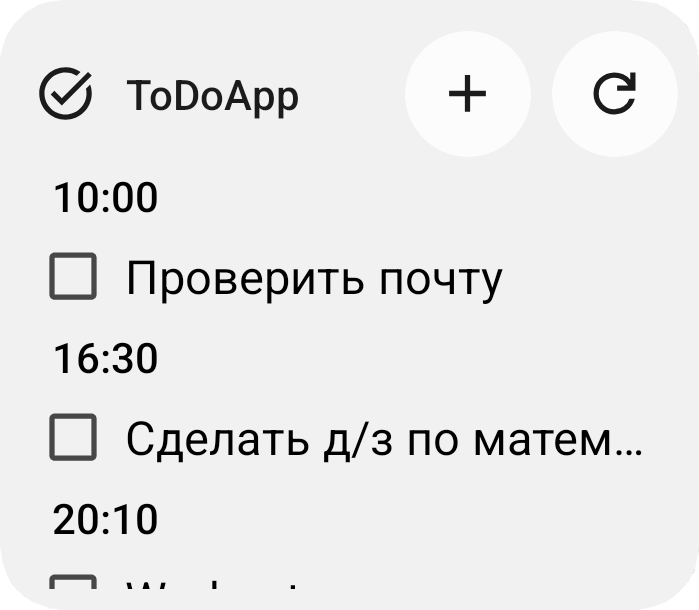 ToDoApp
10:00
Проверить почту
16:30
Сделать д/з по матем...
20:10